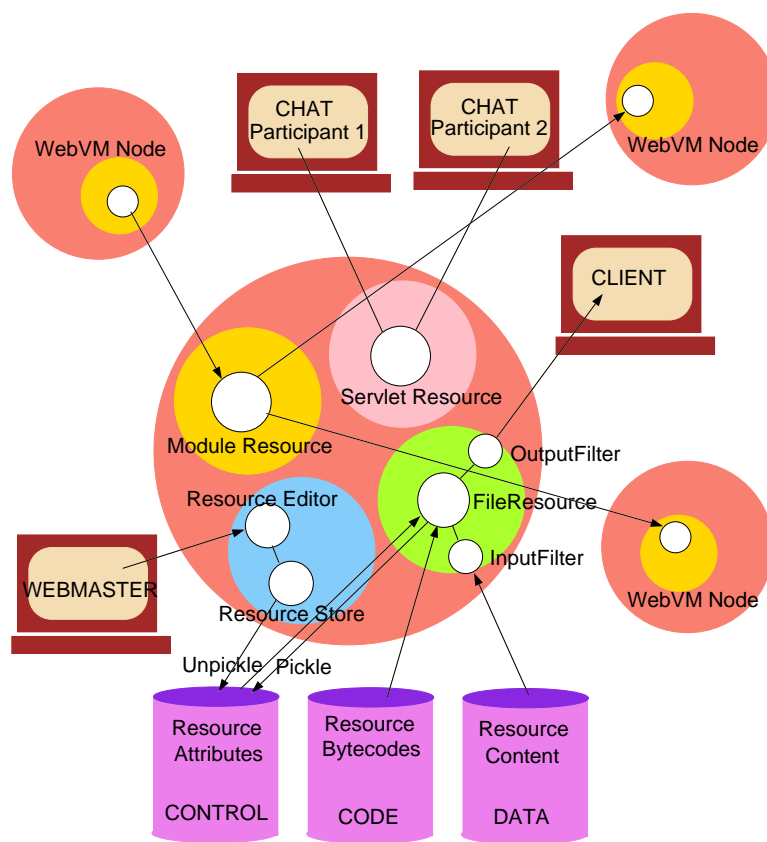 CHAT
Participant 1
CHAT
Participant 2
WebVM Node
WebVM Node
CLIENT
Servlet Resource
Module Resource
OutputFilter
Resource Editor
FileResource
InputFilter
WEBMASTER
Resource Store
WebVM Node
Unpickle
Pickle
Resource
Attributes
CONTROL
Resource
Bytecodes
CODE
Resource
Content
DATA